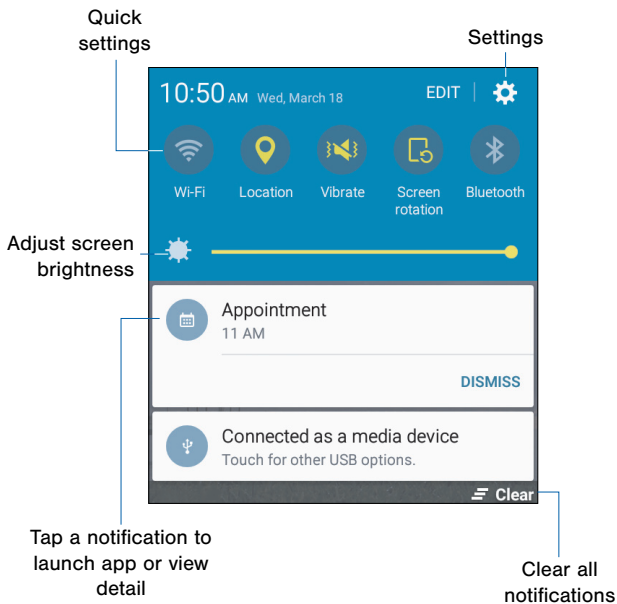 Quick
settings
Settings
10:50 AM Wed, March 18
EDIT
Wi-Fi
Location
Vibrate
Screen
rotation
Bluetooth
Adjust screen
brightness
Appointment
11 AM
DISMISS
Connected as a media device
Touch for other USB options.
Clear
Tap a notification to
launch app or view
detail
Clear all
notifications